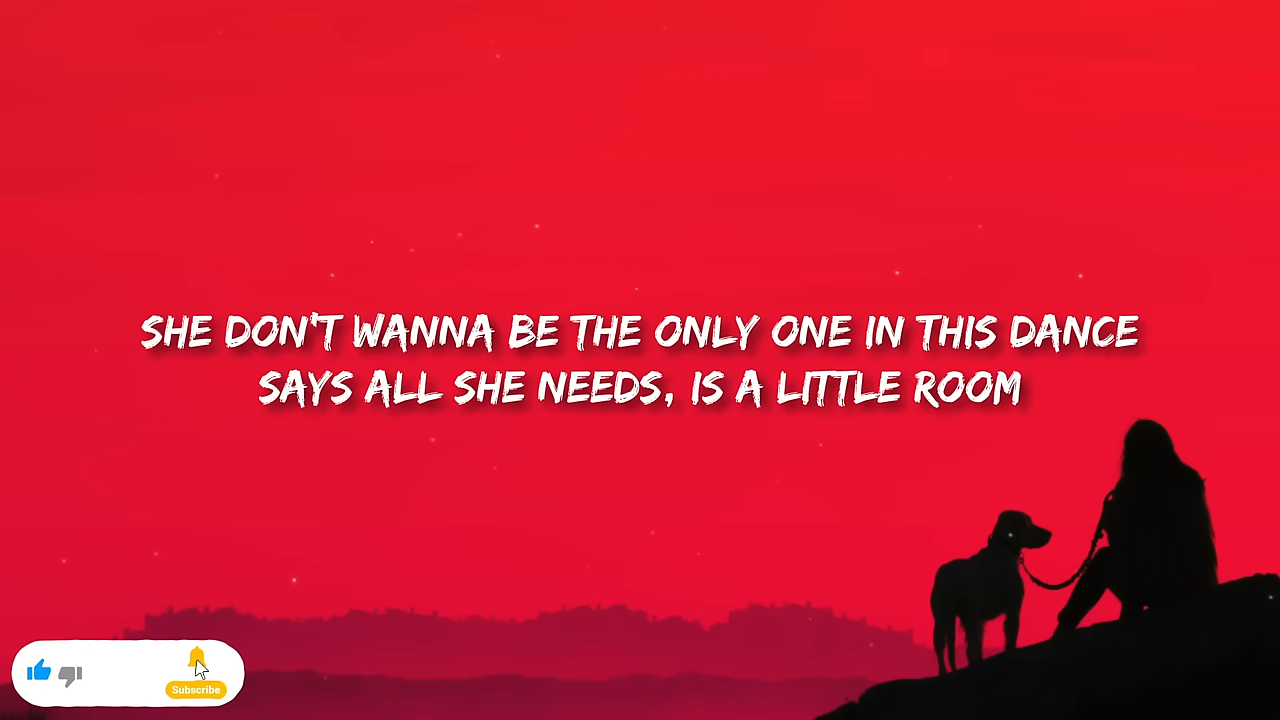 SHE DON'T WANNA BE THE ONLY ONE IN THIS DANCE
SAYS ALL SHE NEEDS, IS A LITTLE ROOM
Subscribe